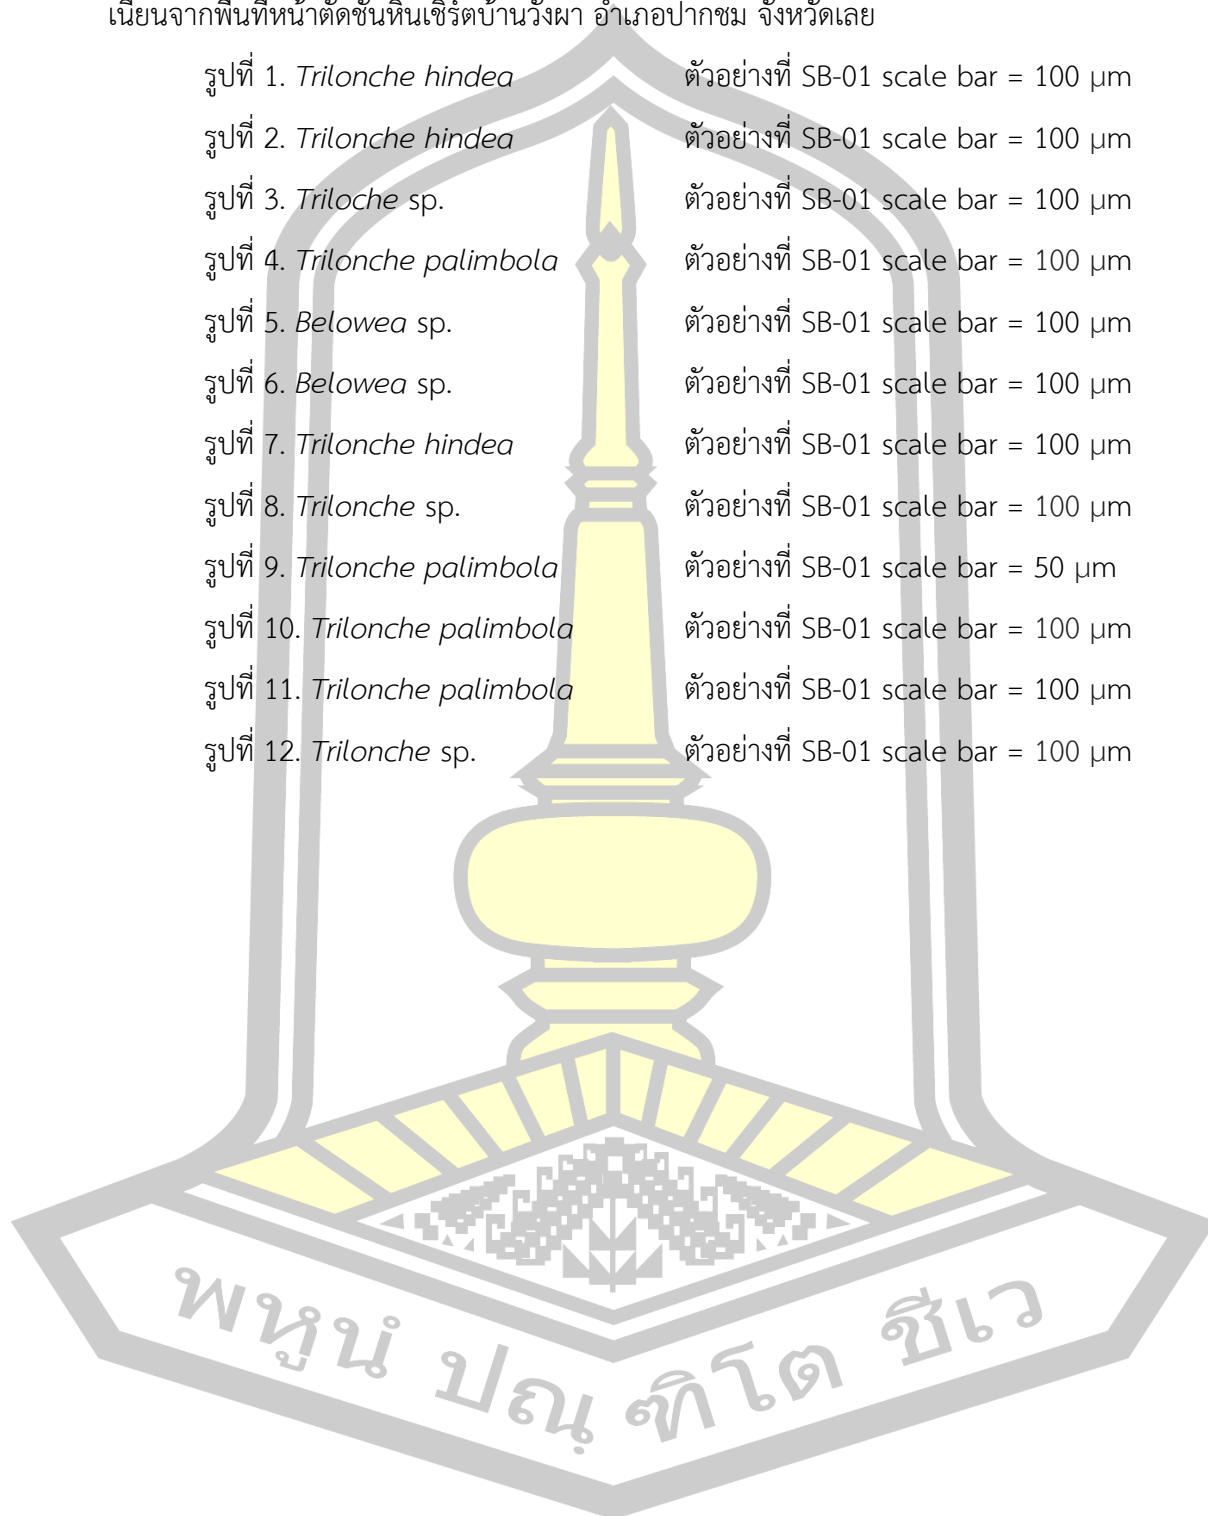 เนียนจากพื้นที่หน้าตัดชั้นหินเชิร์ตบ้านวังผา อำเภอปากชม จังหวัดเลย
รูปที่ 1. Trilonche hindea ตัวอย่างที่ SB-01 scale bar = 100 μm
รูปที่ 2. Trilonche hindea ตัวอย่างที่ SB-01 scale bar = 100 μm
รูปที่ 3. Triloche sp. ตัวอย่างที่ SB-01 scale bar = 100 μm
รูปที่ 4. Trilonche palimbola ตัวอย่างที่ SB-01 scale bar = 100 μm
รูปที่ 5. Belowea sp. ตัวอย่างที่ SB-01 scale bar = 100 μm
รูปที่ 6. Belowea sp. ตัวอย่างที่ SB-01 scale bar = 100 μm
รูปที่ 7. Trilonche hindea ตัวอย่างที่ SB-01 scale bar = 100 μm
รูปที่ 8. Trilonche sp. ตัวอย่างที่ SB-01 scale bar = 100 μm
รูปที่ 9. Trilonche palimbola ตัวอย่างที่ SB-01 scale bar = 50 μm
รูปที่ 10. Trilonche palimbola ตัวอย่างที่ SB-01 scale bar = 100 μm
รูปที่ 11. Trilonche palimbola ตัวอย่างที่ SB-01 scale bar = 100 μm
รูปที่ 12. Trilonche sp. ตัวอย่างที่ SB-01 scale bar = 100 μm
พหูนํ ปณฺ ฑิโต ชีเว